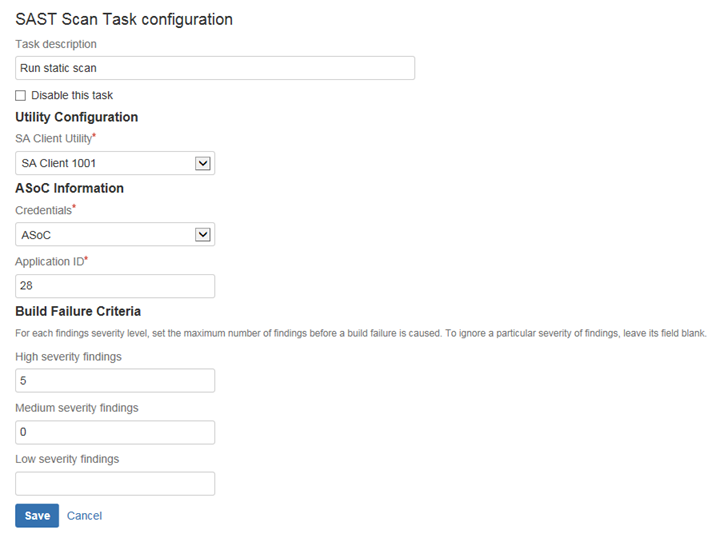 SAST Scan Task configuration
Task description
Run static scan
Disable this task
Utility Configuration
SA Client Utility*
SA Client 1001
ASoC Information
Credentials*
ASoC
Application ID*
28
Build Failure Criteria
For each findings severity level, set the maximum number of findings before a build failure is caused. To ignore a particular severity of findings, leave its field blank.
High severity findings
5
Medium severity findings
0
Low severity findings
Save Cancel